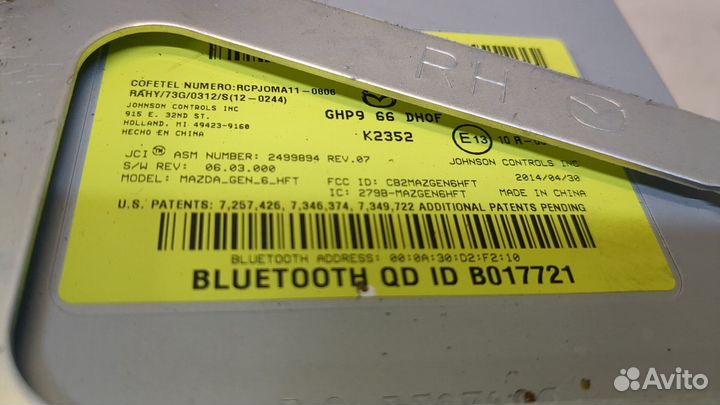 RH
COFETEL NUMERO:RCPJOMA11-0806
RAHY/73G/0312/S(12-0244)
JOHNSON CONTROLS INC
915 E. 32ND ST.
HOLLAND, MI 49423-9160
HECHO EN CHINA
GHP9 66 DH0F
K2352
E13 10 R-
JCI TM ASM NUMBER: 2499894 REV.07
JOHNSON CONTROLS INC
S/W REV: 06.03.000
2014/04/30
MODEL: MAZDA_GEN_6_HFT
FCC ID: CB2MAZGEN6HFT
MADE IN CHINA
IC: 279B-MAZGEN6HFT
U.S. PATENTS: 7,257,426, 7,346,374, 7,349,722 ADDITIONAL PATENTS PENDING
BLUETOOTH ADDRESS: 00:0A:30:D2:F2:10
BLUETOOTH QD ID B017721
Avito